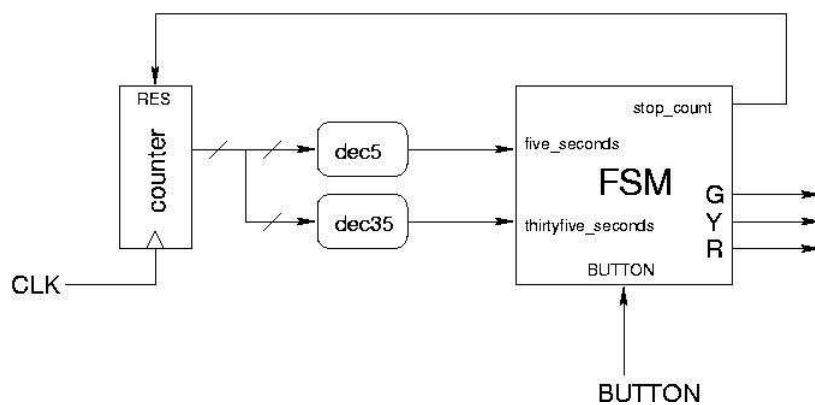 RES
counter
CLK
dec5
dec35
stop_count
five_seconds
FSM
G
thirtyfive_seconds
Y
R
BUTTON
BUTTON